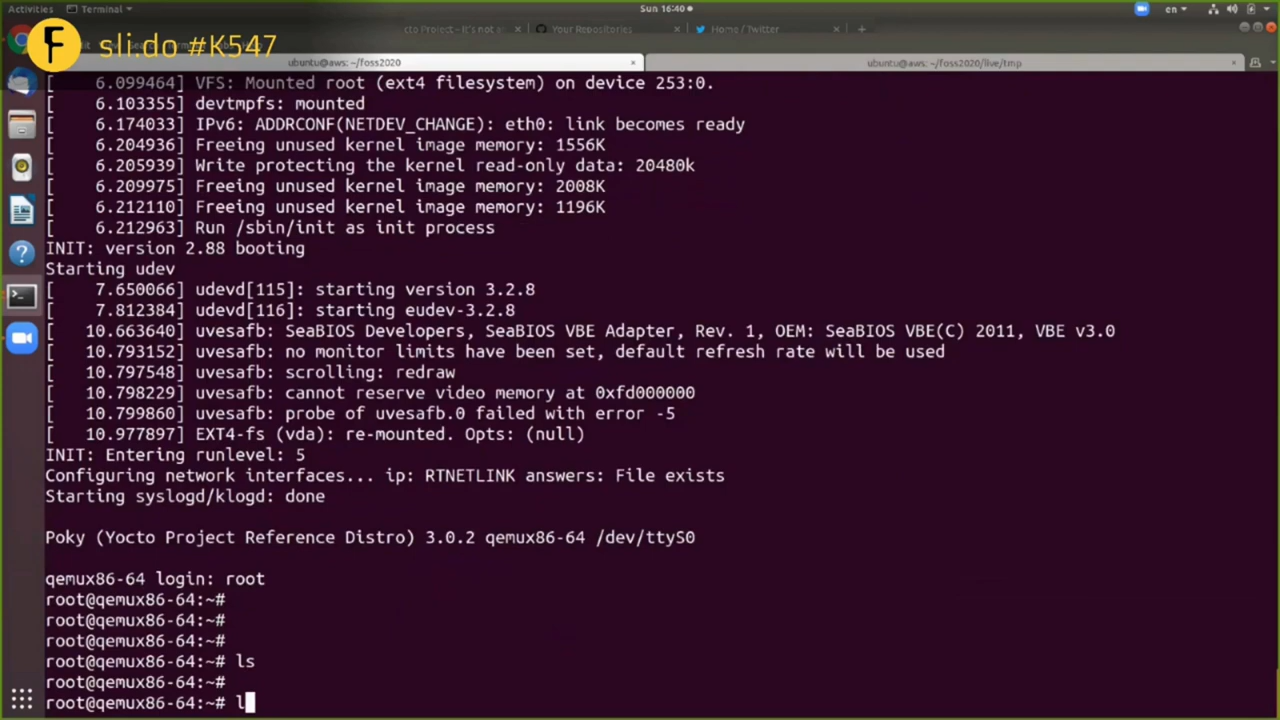 Activities
Terminal
Sun 16:40
en
cto Project - It's not a
Your Repositories
Home / Twitter
F
sli.do #K547
ubuntu@aws: ~/foss2020
ubuntu@aws: ~/foss2020/live/tmp
[    6.099464] VFS: Mounted root (ext4 filesystem) on device 253:0.
[    6.103355] devtmpfs: mounted
[    6.174033] IPv6: ADDRCONF(NETDEV_CHANGE): eth0: link becomes ready
[    6.204936] Freeing unused kernel image memory: 1556K
[    6.205939] Write protecting the kernel read-only data: 20480k
[    6.209975] Freeing unused kernel image memory: 2008K
[    6.212110] Freeing unused kernel image memory: 1196K
[    6.212963] Run /sbin/init as init process
INIT: version 2.88 booting
Starting udev
[    7.650066] udevd[115]: starting version 3.2.8
[    7.812384] udevd[116]: starting eudev-3.2.8
[   10.663640] uvesafb: SeaBIOS Developers, SeaBIOS VBE Adapter, Rev. 1, OEM: SeaBIOS VBE(C) 2011, VBE v3.0
[   10.793152] uvesafb: no monitor limits have been set, default refresh rate will be used
[   10.797548] uvesafb: scrolling: redraw
[   10.798229] uvesafb: cannot reserve video memory at 0xfd000000
[   10.799860] uvesafb: probe of uvesafb.0 failed with error -5
[   10.977897] EXT4-fs (vda): re-mounted. Opts: (null)
INIT: Entering runlevel: 5
Configuring network interfaces... ip: RTNETLINK answers: File exists
Starting syslogd/klogd: done
Poky (Yocto Project Reference Distro) 3.0.2 qemux86-64 /dev/ttyS0
qemux86-64 login: root
root@qemux86-64:~#
root@qemux86-64:~#
root@qemux86-64:~#
root@qemux86-64:~# ls
root@qemux86-64:~#
root@qemux86-64:~# l